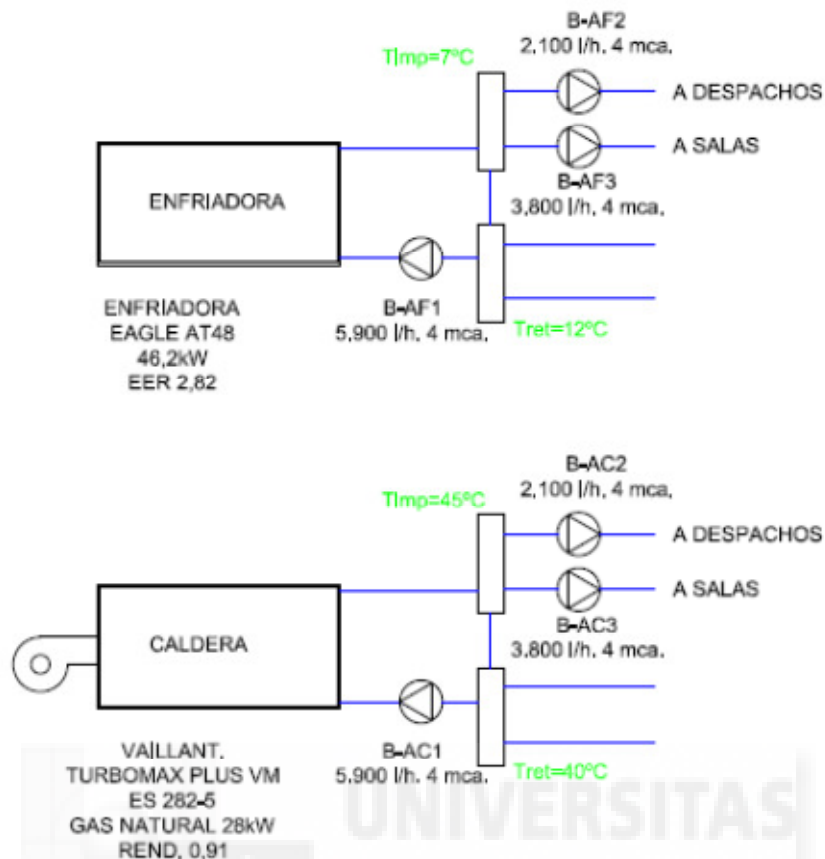 B-AF2
2,100 l/h, 4 mca.
TImp=7ºC
A DESPACHOS
A SALAS
B-AF3
3,800 l/h, 4 mca.
ENFRIADORA
ENFRIADORA
EAGLE AT48
46,2kW
EER 2,82
B-AF1
5,900 l/h, 4 mca.
Tret=12ºC
B-AC2
2,100 l/h, 4 mca,
TImp=45ºC
A DESPACHOS
A SALAS
B-AC3
3,800 l/h, 4 mca.
CALDERA
VAILLANT.
TURBOMAX PLUS VM
ES 282-5
GAS NATURAL 28kW
REND, 0,91
B-AC1
5,900 l/h, 4 mca.
Tret=40ºC
UNIVERSITAS